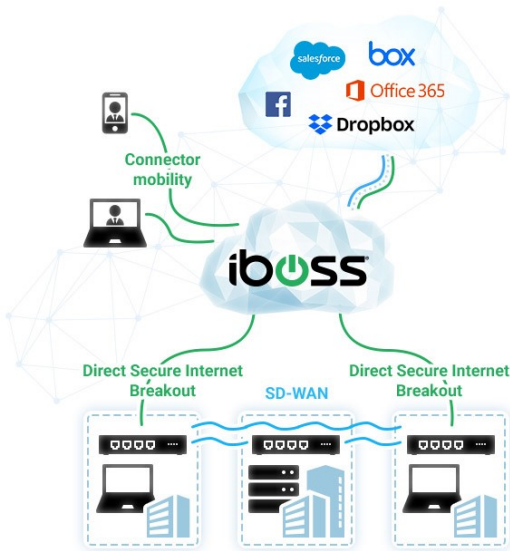 salesforce
box
Office 365
Dropbox
Connector
mobility
iboss
Direct Secure Internet
Breakout
SD-WAN
Direct Secure Internet
Breakout